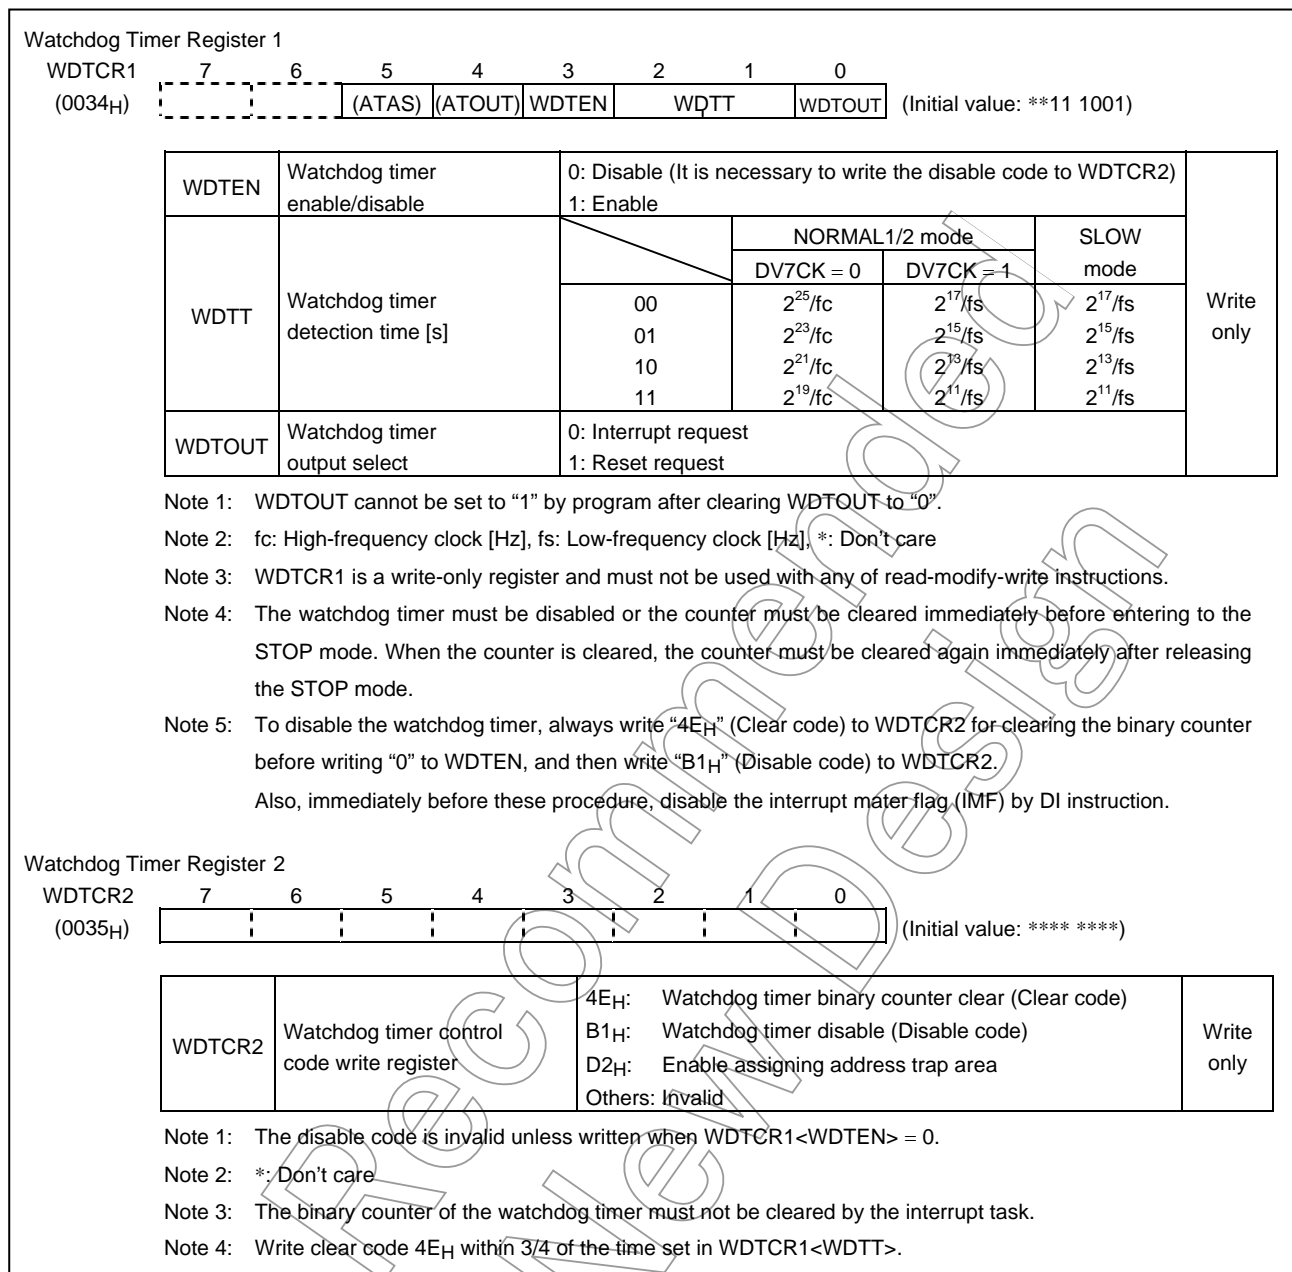 Watchdog Timer Register 1
WDTCR1 7 6 5 4 3 2 1 0
(0034H) (ATAS) (ATOUT) WDTEN WDTT WDTOUT (Initial value: **11 1001)
WDTEN Watchdog timer enable/disable 0: Disable (It is necessary to write the disable code to WDTCR2)
1: Enable
WDTT Watchdog timer detection time [s]
NORMAL1/2 mode SLOW mode
DV7CK = 0 DV7CK = 1
00 2^25/fc 2^17/fs 2^17/fs
01 2^23/fc 2^15/fs 2^15/fs
10 2^21/fc 2^13/fs 2^13/fs
11 2^19/fc 2^11/fs 2^11/fs
Write only
WDTOUT Watchdog timer output select 0: Interrupt request
1: Reset request
Note 1: WDTOUT cannot be set to “1” by program after clearing WDTOUT to “0”.
Note 2: fc: High-frequency clock [Hz], fs: Low-frequency clock [Hz], *: Don’t care
Note 3: WDTCR1 is a write-only register and must not be used with any of read-modify-write instructions.
Note 4: The watchdog timer must be disabled or the counter must be cleared immediately before entering to the
STOP mode. When the counter is cleared, the counter must be cleared again immediately after releasing
the STOP mode.
Note 5: To disable the watchdog timer, always write “4EH” (Clear code) to WDTCR2 for clearing the binary counter
before writing “0” to WDTEN, and then write “B1H” (Disable code) to WDTCR2.
Also, immediately before these procedure, disable the interrupt mater flag (IMF) by DI instruction.
Watchdog Timer Register 2
WDTCR2 7 6 5 4 3 2 1 0
(0035H) (Initial value: **** ****)
WDTCR2 Watchdog timer control code write register
4EH: Watchdog timer binary counter clear (Clear code)
B1H: Watchdog timer disable (Disable code)
D2H: Enable assigning address trap area
Others: Invalid
Write only
Note 1: The disable code is invalid unless written when WDTCR1<WDTEN> = 0.
Note 2: *: Don’t care
Note 3: The binary counter of the watchdog timer must not be cleared by the interrupt task.
Note 4: Write clear code 4EH within 3/4 of the time set in WDTCR1<WDTT>.
Recommended
New Design